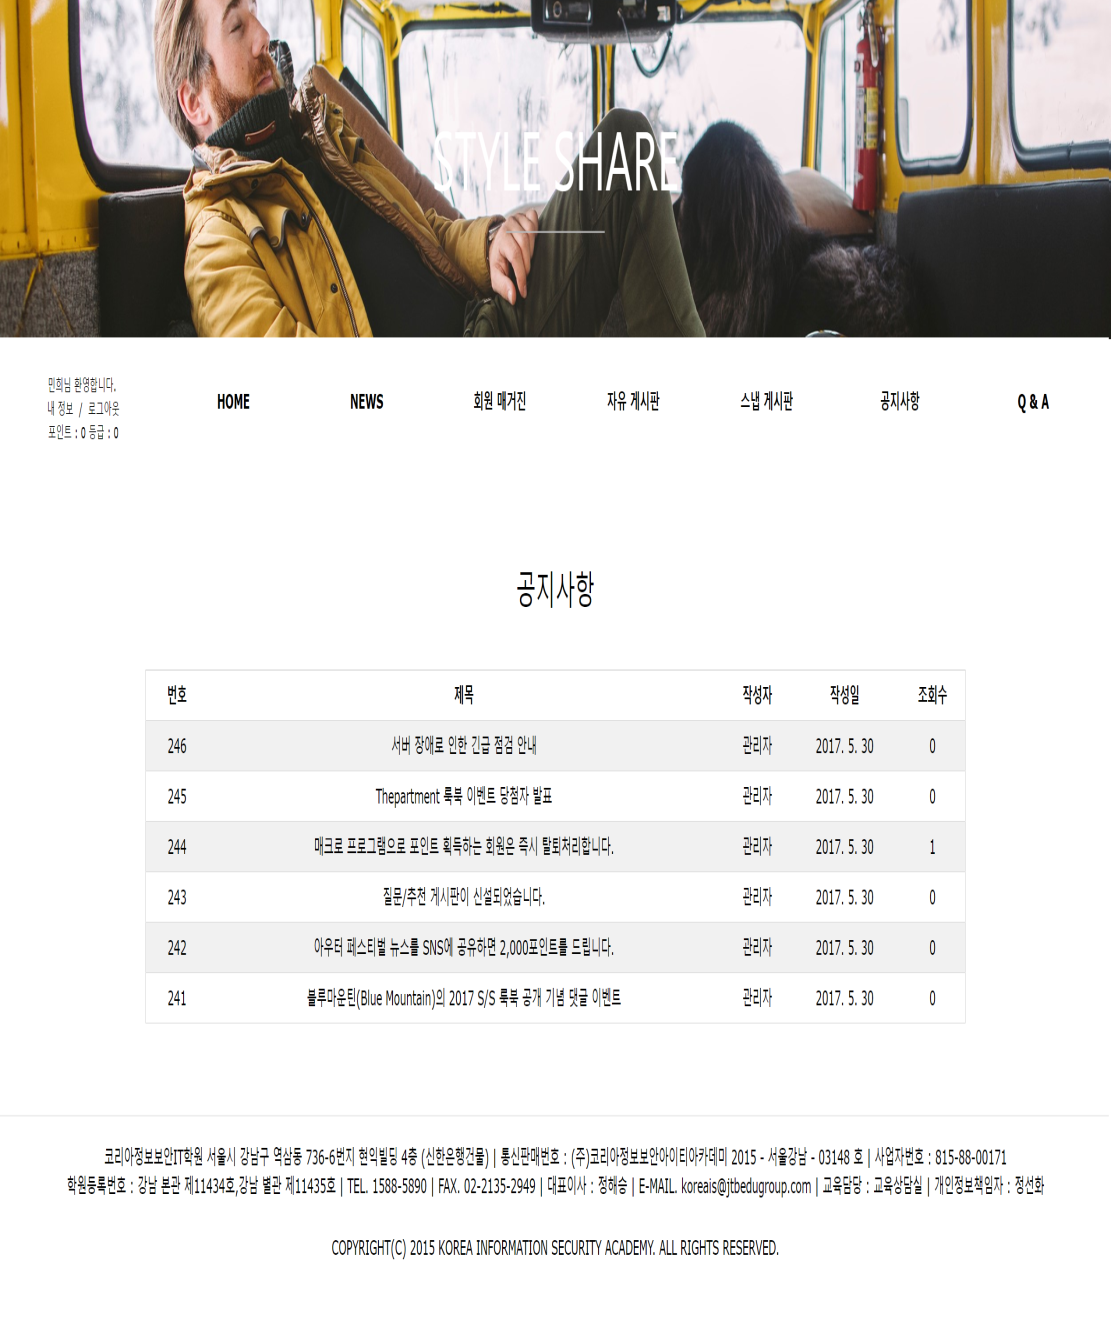 STYLE SHARE
민희님 환영합니다.
내 정보 / 로그아웃
포인트 : 0 등급 : 0
HOME NEWS 회원 매거진 자유 게시판 스냅 게시판 공지사항 Q & A
공지사항
번호 제목 작성자 작성일 조회수
246 서버 장애로 인한 긴급 점검 안내 관리자 2017. 5. 30 0
245 Thepartment 룩북 이벤트 당첨자 발표 관리자 2017. 5. 30 0
244 매크로 프로그램으로 포인트 획득하는 회원은 즉시 탈퇴처리합니다. 관리자 2017. 5. 30 1
243 질문/추천 게시판이 신설되었습니다. 관리자 2017. 5. 30 0
242 아우터 페스티벌 뉴스를 SNS에 공유하면 2,000포인트를 드립니다. 관리자 2017. 5. 30 0
241 블루마운틴(Blue Mountain)의 2017 S/S 룩북 공개 기념 댓글 이벤트 관리자 2017. 5. 30 0
코리아정보보안IT학원 서울시 강남구 역삼동 736-6번지 현익빌딩 4층 (신한은행건물) | 통신판매번호 : (주)코리아정보보안아이티아카데미 2015 - 서울강남 - 03148 호 | 사업자번호 : 815-88-00171
학원등록번호 : 강남 본관 제11434호,강남 별관 제11435호 | TEL. 1588-5890 | FAX. 02-2135-2949 | 대표이사 : 정해승 | E-MAIL. koreais@jtbedugroup.com | 교육담당 : 교육상담실 | 개인정보책임자 : 정선화
COPYRIGHT(C) 2015 KOREA INFORMATION SECURITY ACADEMY. ALL RIGHTS RESERVED.